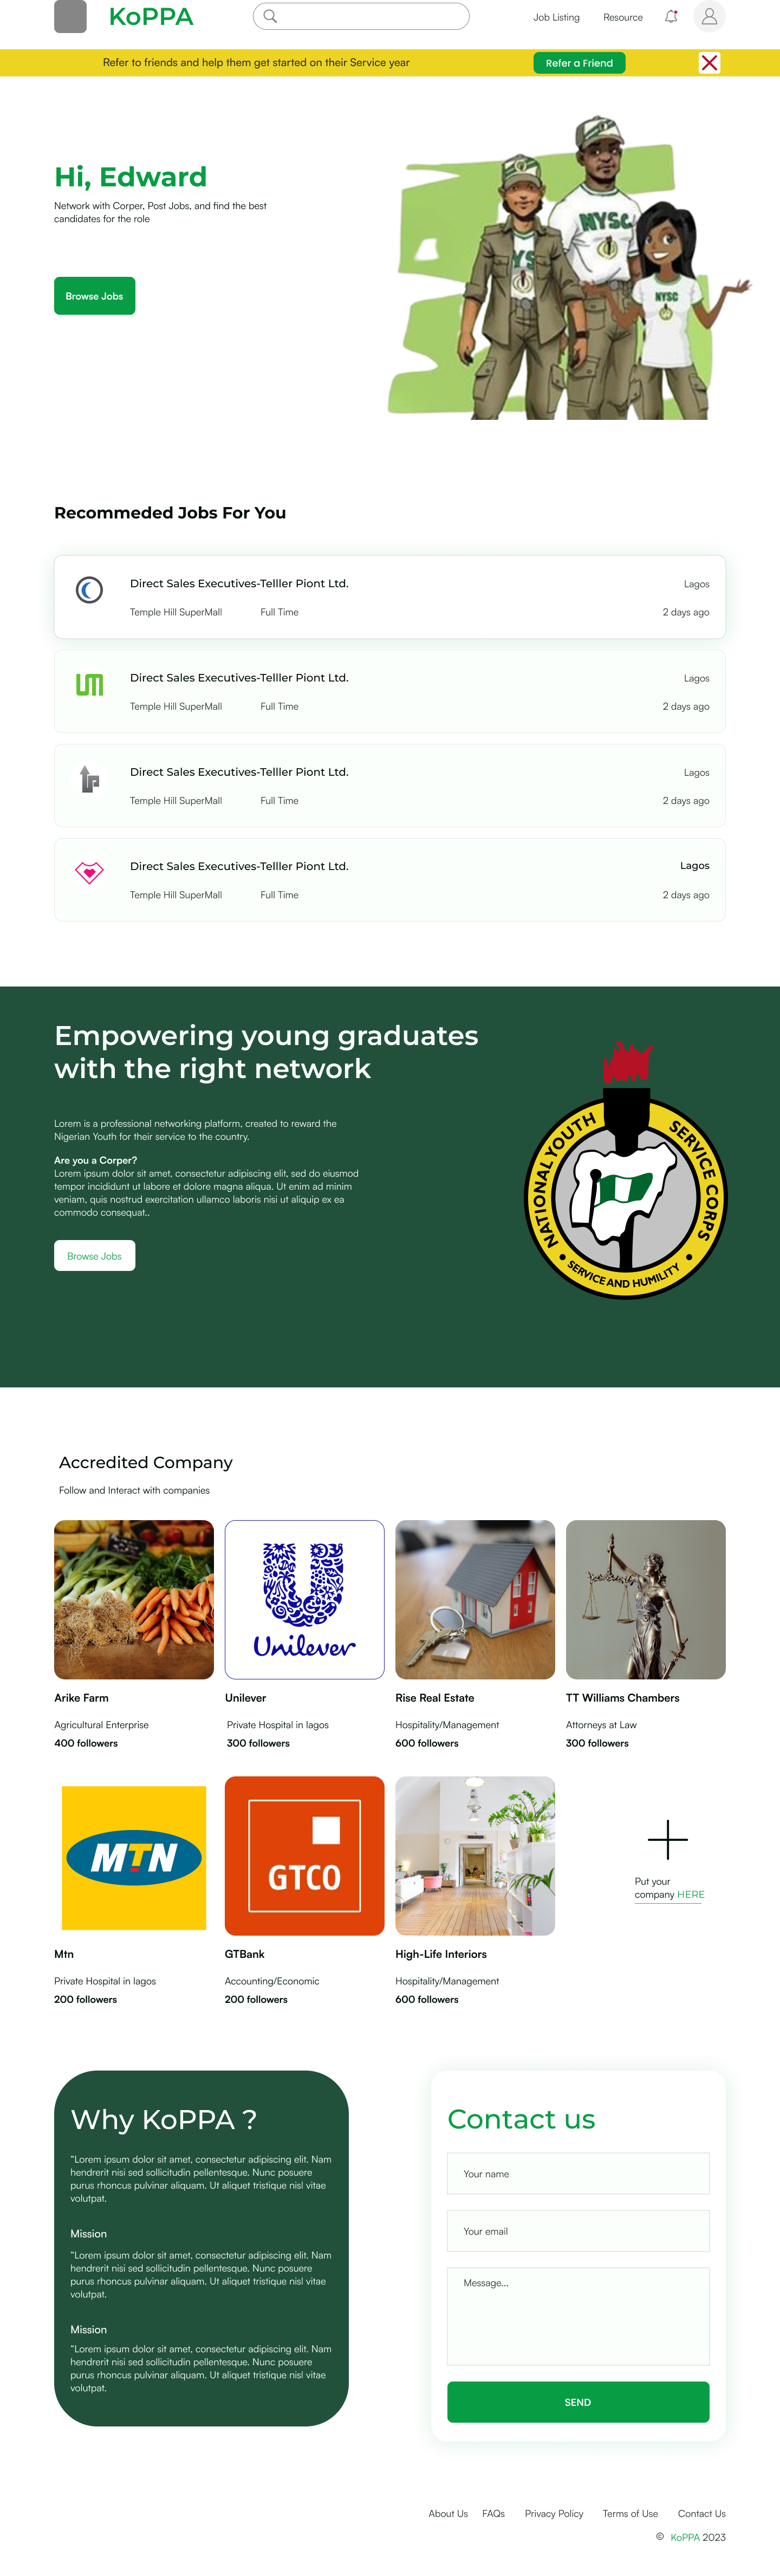 KoPPA
Job Listing
Resource
Refer to friends and help them get started on their Service year
Refer a Friend
Hi, Edward
Network with Corper, Post Jobs, and find the best
candidates for the role
Browse Jobs
NYSC
YS
NYSC
Recommeded Jobs For You
Direct Sales Executives-Telller Piont Ltd.
Lagos
Temple Hill SuperMall
Full Time
2 days ago
Direct Sales Executives-Telller Piont Ltd.
Lagos
Temple Hill SuperMall
Full Time
2 days ago
Direct Sales Executives-Telller Piont Ltd.
Lagos
Temple Hill SuperMall
Full Time
2 days ago
Direct Sales Executives-Telller Piont Ltd.
Lagos
Temple Hill SuperMall
Full Time
2 days ago
Empowering young graduates
with the right network
Lorem is a professional networking platform, created to reward the
Nigerian Youth for their service to the country.
Are you a Corper?
Lorem ipsum dolor sit amet, consectetur adipiscing elit, sed do eiusmod
tempor incididunt ut labore et dolore magna aliqua. Ut enim ad minim
veniam, quis nostrud exercitation ullamco laboris nisi ut aliquip ex ea
commodo consequat..
Browse Jobs
NATIONAL YOUTH SERVICE CORPS
SERVICE AND HUMILITY
Accredited Company
Follow and Interact with companies
Unilever
Arike Farm
Agricultural Enterprise
400 followers
Unilever
Private Hospital in lagos
300 followers
Rise Real Estate
Hospitality/Management
600 followers
TT Williams Chambers
Attorneys at Law
300 followers
MTN
GTCO
Put your
company HERE
Mtn
Private Hospital in lagos
200 followers
GTBank
Accounting/Economic
200 followers
High-Life Interiors
Hospitality/Management
600 followers
Why KoPPA ?
"Lorem ipsum dolor sit amet, consectetur adipiscing elit. Nam
hendrerit nisi sed sollicitudin pellentesque. Nunc posuere
purus rhoncus pulvinar aliquam. Ut aliquet tristique nisl vitae
volutpat.
Mission
"Lorem ipsum dolor sit amet, consectetur adipiscing elit. Nam
hendrerit nisi sed sollicitudin pellentesque. Nunc posuere
purus rhoncus pulvinar aliquam. Ut aliquet tristique nisl vitae
volutpat.
Mission
"Lorem ipsum dolor sit amet, consectetur adipiscing elit. Nam
hendrerit nisi sed sollicitudin pellentesque. Nunc posuere
purus rhoncus pulvinar aliquam. Ut aliquet tristique nisl vitae
volutpat.
Contact us
Your name
Your email
Message...
SEND
About Us
FAQs
Privacy Policy
Terms of Use
Contact Us
© KoPPA 2023